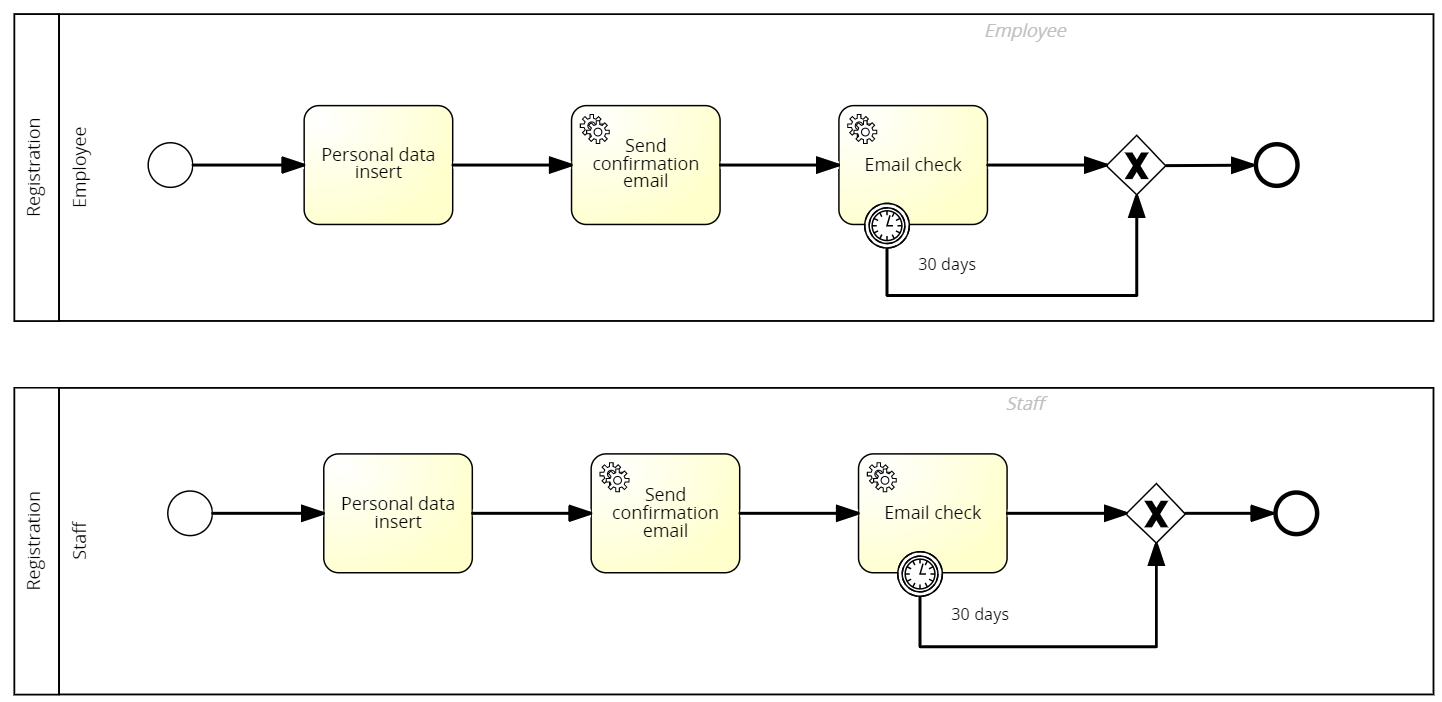 Employee
Registration
Employee
Personal data
insert
Send
confirmation
email
Email check
X
30 days
Staff
Registration
Staff
Personal data
insert
Send
confirmation
email
Email check
X
30 days